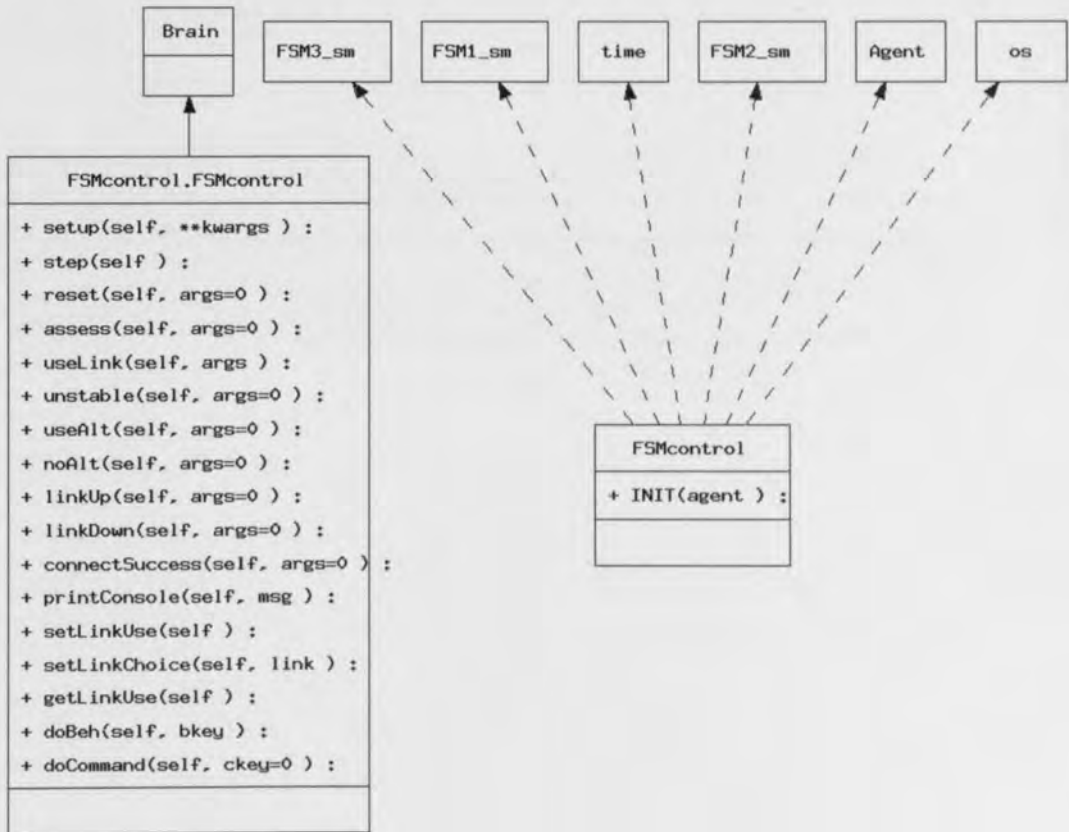 Brain
FSM3_sm
FSM1_sm
time
FSM2_sm
Agent
os
FSMcontrol.FSMcontrol
+ setup(self, **kwargs ) :
+ step(self ) :
+ reset(self, args=0 ) :
+ assess(self, args=0 ) :
+ useLink(self, args ) :
+ unstable(self, args=0 ) :
+ useAlt(self, args=0 ) :
+ noAlt(self, args=0 ) :
+ linkUp(self, args=0 ) :
+ linkDown(self, args=0 ) :
+ connectSuccess(self, args=0 ) :
+ printConsole(self, msg ) :
+ setLinkUse(self ) :
+ setLinkChoice(self, link ) :
+ getLinkUse(self ) :
+ doBeh(self, bkey ) :
+ doCommand(self, ckey=0 ) :
FSMcontrol
+ INIT(agent ) :